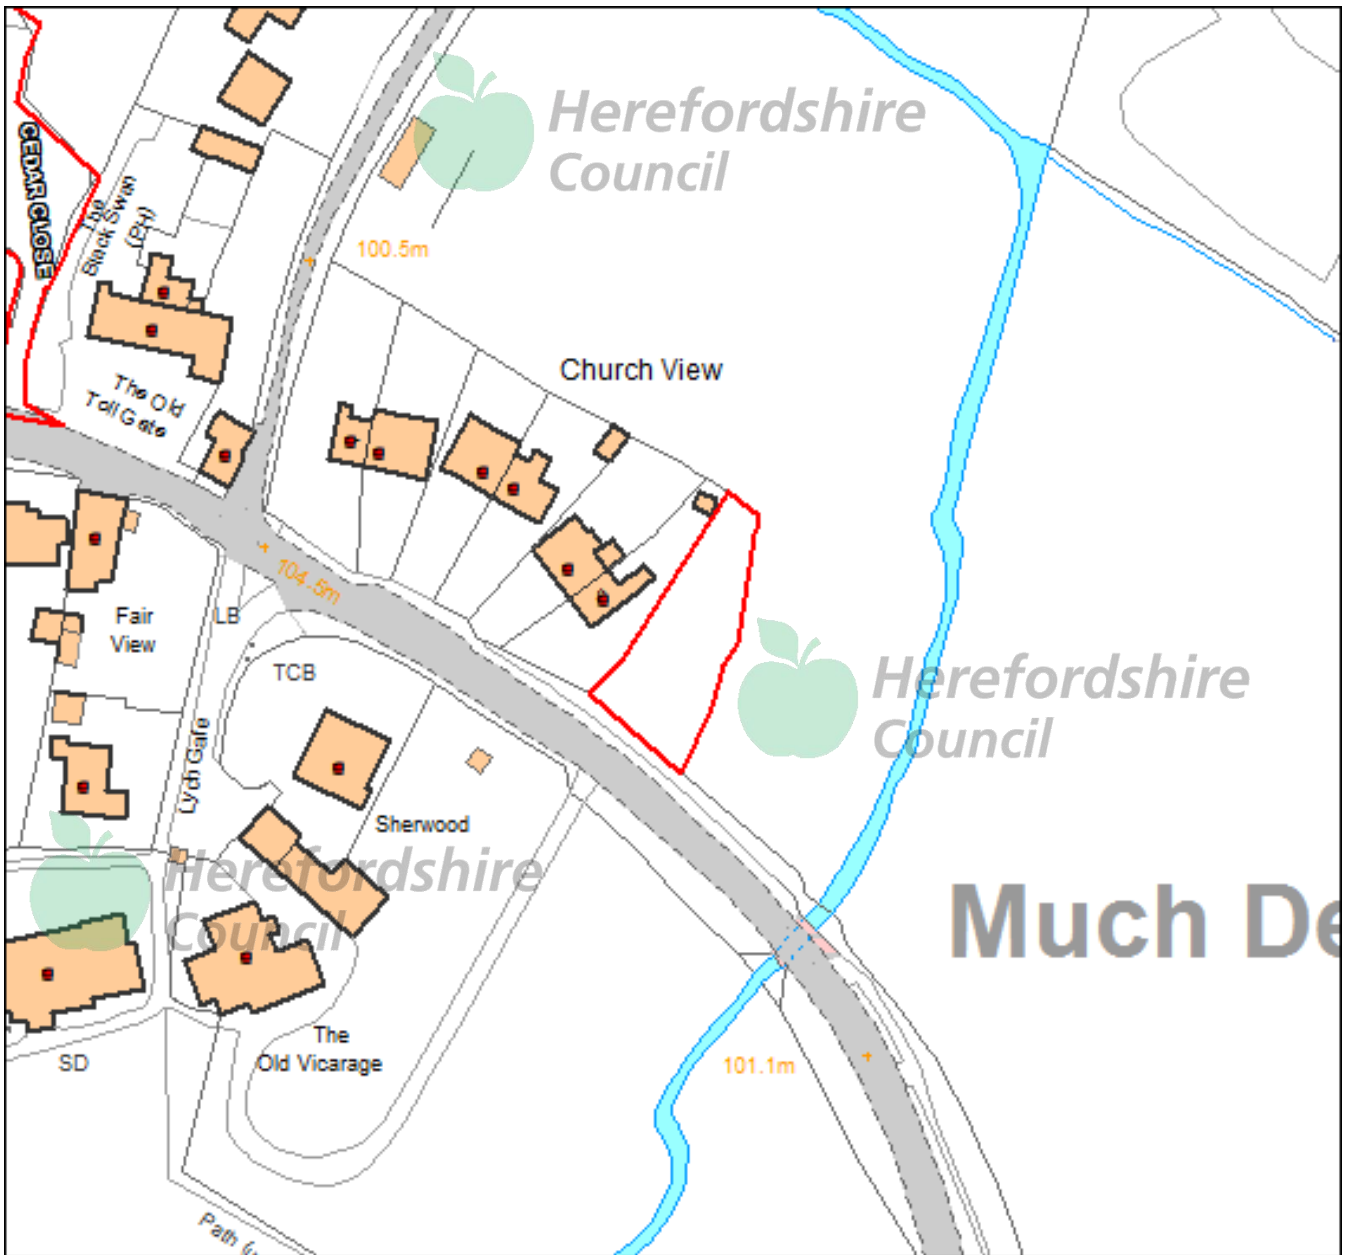 Herefordshire
Council
CEDAR CLOSE
The
Black Swan
(PH)
100.5m
Church View
The Old
Toll Gate
104.5m
Fair
View
LB
TCB
Herefordshire
Council
Lych Gate
Sherwood
Herefordshire
Council
Much De
The
Old Vicarage
SD
101.1m
Path